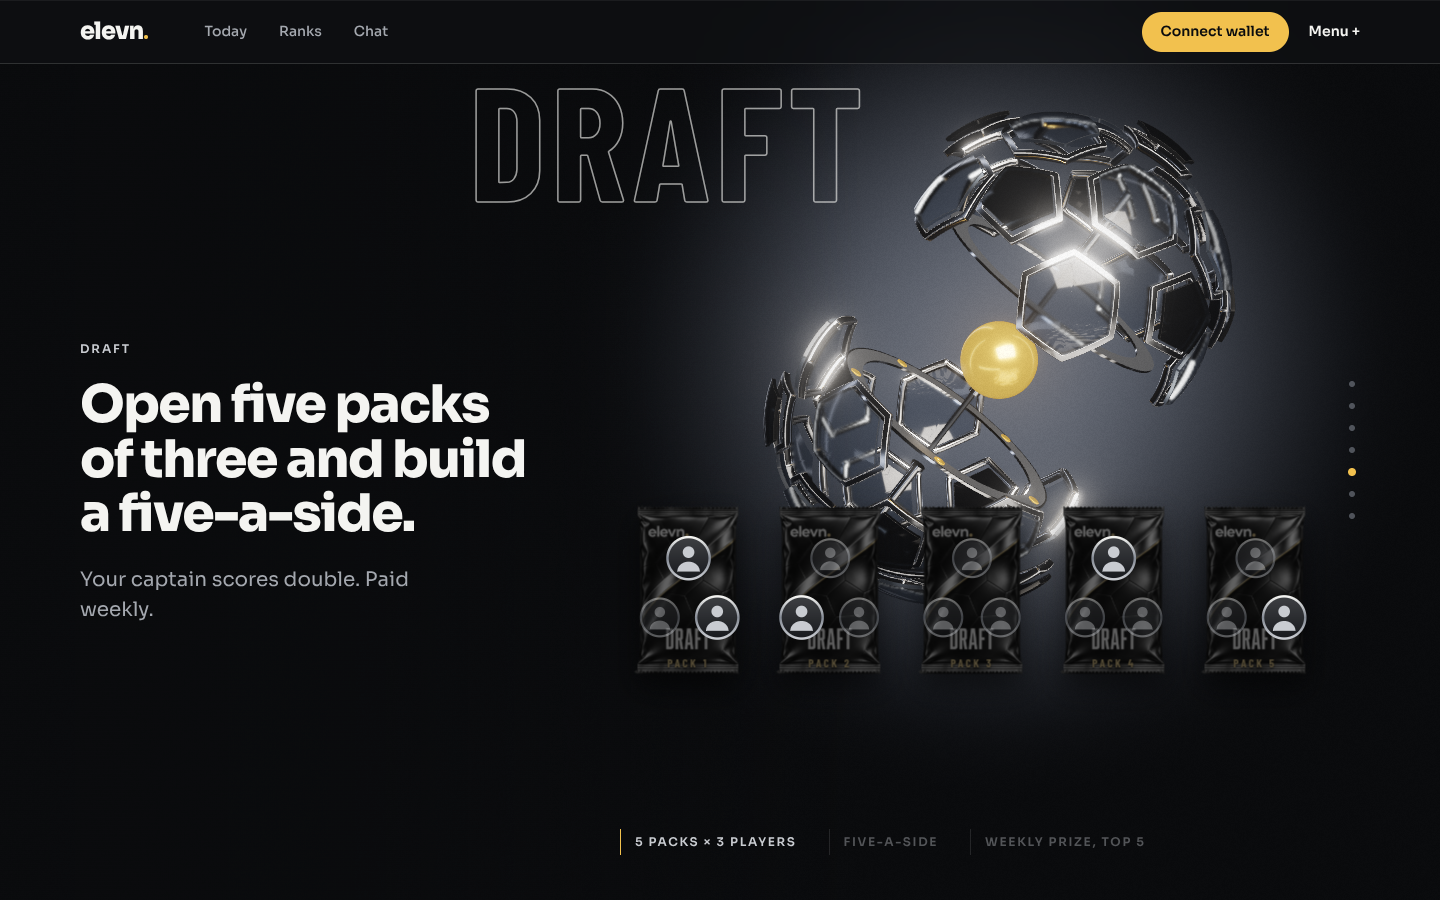 elevn.
Today
Ranks
Chat
Connect wallet
Menu +
DRAFT
DRAFT
Open five packs
of three and build
a five-a-side.
Your captain scores double. Paid
weekly.
elevn.
DRAFT
PACK 1
elevn.
DRAFT
PACK 2
elevn.
DRAFT
PACK 3
elevn.
DRAFT
PACK 4
elevn.
DRAFT
PACK 5
5 PACKS × 3 PLAYERS
FIVE-A-SIDE
WEEKLY PRIZE, TOP 5